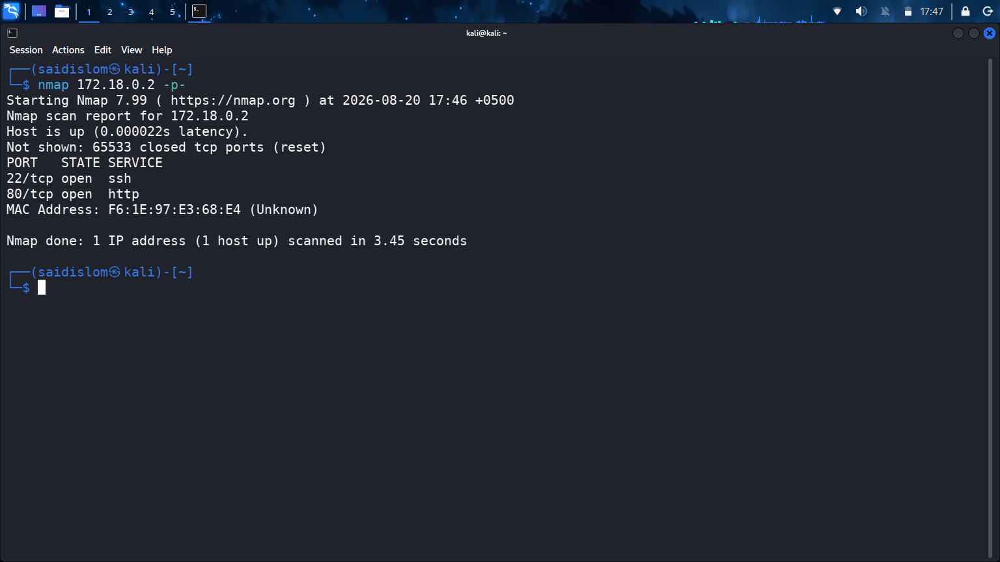 1 2 3 4 5 17:47
kali@kali: ~
Session Actions Edit View Help
┌──(saidislom㉿kali)-[~]
└─$ nmap 172.18.0.2 -p-
Starting Nmap 7.99 ( https://nmap.org ) at 2026-08-20 17:46 +0500
Nmap scan report for 172.18.0.2
Host is up (0.000022s latency).
Not shown: 65533 closed tcp ports (reset)
PORT   STATE SERVICE
22/tcp open  ssh
80/tcp open  http
MAC Address: F6:1E:97:E3:68:E4 (Unknown)
Nmap done: 1 IP address (1 host up) scanned in 3.45 seconds
┌──(saidislom㉿kali)-[~]
└─$